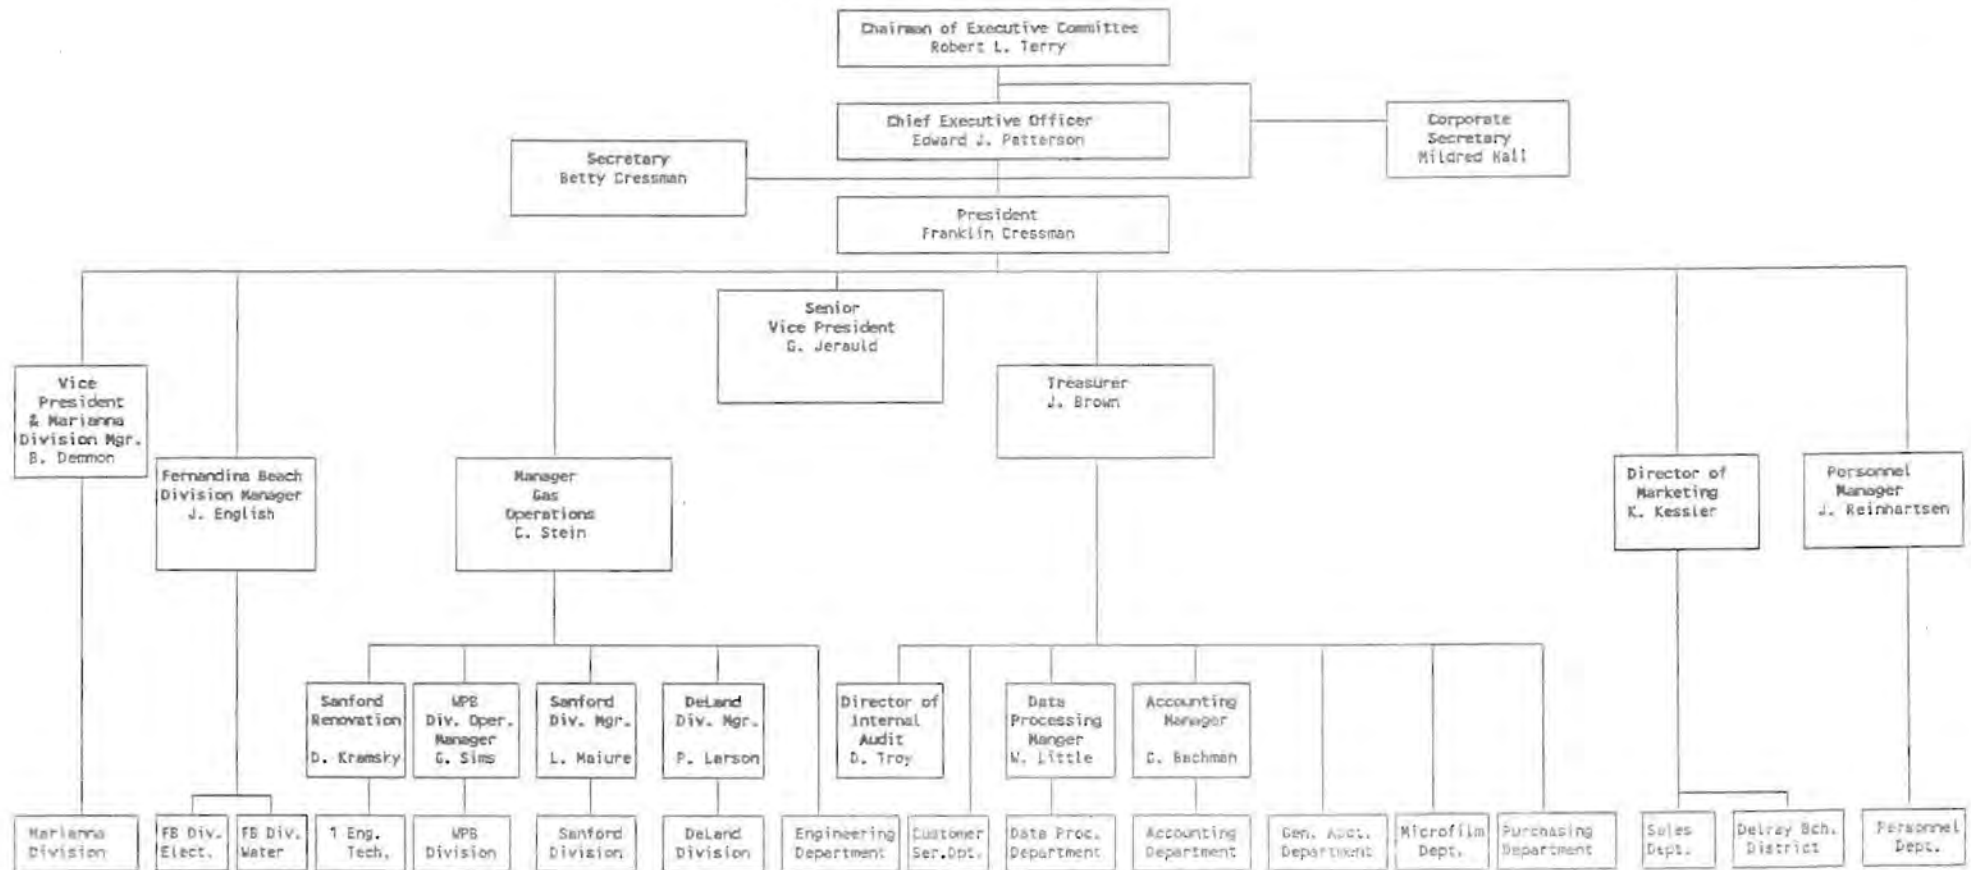 Chairman of Executive Committee
Robert L. Terry
Chief Executive Officer
Edward J. Patterson
Corporate
Secretary
Mildred Hall
Secretary
Betty Cressman
President
Franklin Cressman
Senior
Vice President
G. Jerauld
Vice
President
& Marianna
Division Mgr.
B. Demmon
Treasurer
J. Brown
Fernandina Beach
Division Manager
J. English
Manager
Gas
Operations
C. Stein
Director of
Marketing
K. Kessler
Personnel
Manager
J. Reinhartsen
Sanford
Renovation
D. Kramsky
WPB
Div. Oper.
Manager
G. Sims
Sanford
Div. Mgr.
L. Maiure
DeLand
Div. Mgr.
P. Larson
Director of
Internal
Audit
D. Troy
Data
Processing
Manger
W. Little
Accounting
Manager
C. Bachman
Marianna
Division
FB Div.
Elect.
FB Div.
Water
1 Eng.
Tech.
WPB
Division
Sanford
Division
DeLand
Division
Engineering
Department
Customer
Ser.Dpt.
Data Proc.
Department
Accounting
Department
Gen. Acct.
Department
Microfilm
Dept.
Purchasing
Department
Sales
Dept.
Delray Bch.
District
Personnel
Dept.